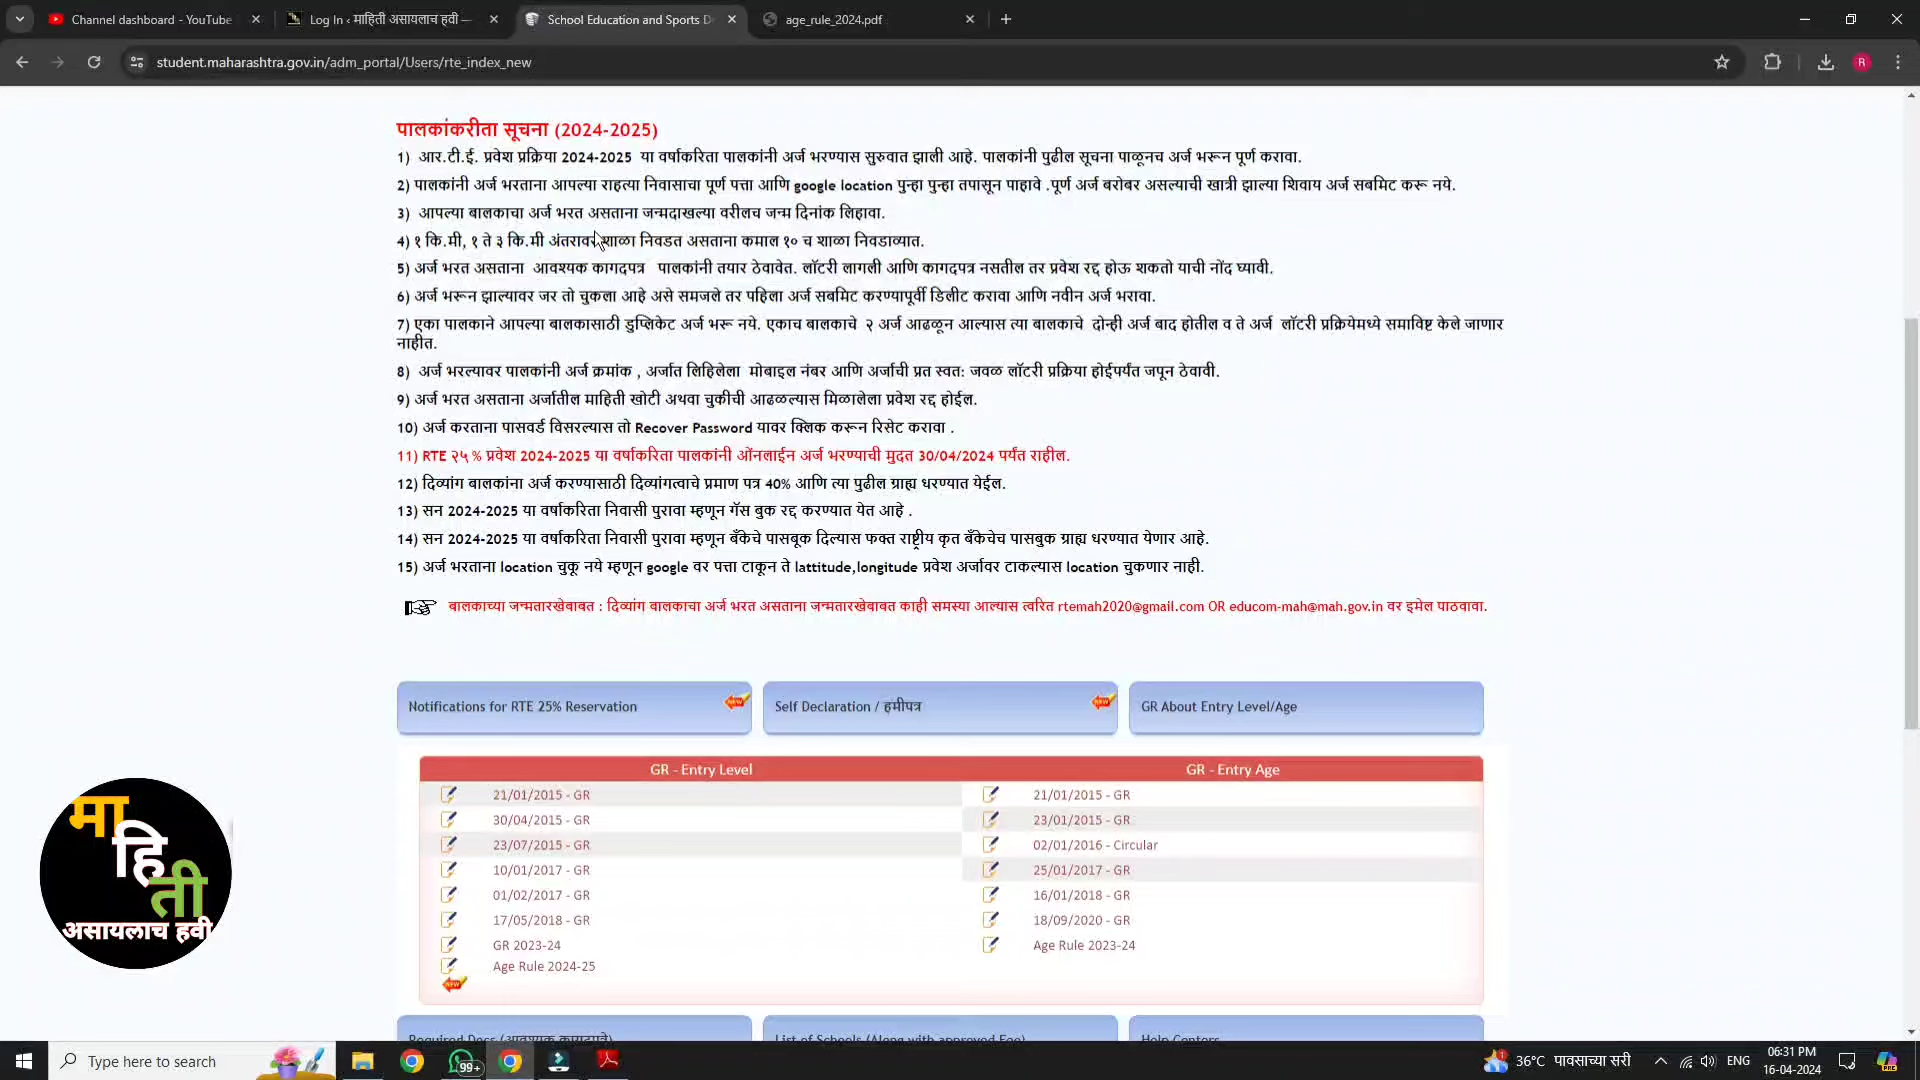 Channel dashboard - YouTube
Log In ‹ माहिती असायलाच हवी —
School Education and Sports D
age_rule_2024.pdf
student.maharashtra.gov.in/adm_portal/Users/rte_index_new
R
पालकांकरीता सूचना (2024-2025)
1) आर.टी.ई. प्रवेश प्रक्रिया 2024-2025 या वर्षाकरिता पालकांनी अर्ज भरण्यास सुरुवात झाली आहे. पालकांनी पुढील सूचना पाळूनच अर्ज भरून पूर्ण करावा.
2) पालकांनी अर्ज भरताना आपल्या राहत्या निवासाचा पूर्ण पत्ता आणि google location पुन्हा पुन्हा तपासून पाहावे .पूर्ण अर्ज बरोबर असल्याची खात्री झाल्या शिवाय अर्ज सबमिट करू नये.
3) आपल्या बालकाचा अर्ज भरत असताना जन्मदाखल्या वरीलच जन्म दिनांक लिहावा.
4) १ कि.मी, १ ते ३ कि.मी अंतरावर शाळा निवडत असताना कमाल १० च शाळा निवडाव्यात.
5) अर्ज भरत असताना आवश्यक कागदपत्र पालकांनी तयार ठेवावेत. लॉटरी लागली आणि कागदपत्र नसतील तर प्रवेश रद्द होऊ शकतो याची नोंद घ्यावी.
6) अर्ज भरून झाल्यावर जर तो चुकला आहे असे समजले तर पहिला अर्ज सबमिट करण्यापूर्वी डिलीट करावा आणि नवीन अर्ज भरावा.
7) एका पालकाने आपल्या बालकासाठी डुप्लिकेट अर्ज भरू नये. एकाच बालकाचे २ अर्ज आढळून आल्यास त्या बालकाचे दोन्ही अर्ज बाद होतील व ते अर्ज लॉटरी प्रक्रियेमध्ये समाविष्ट केले जाणार
नाहीत.
8) अर्ज भरल्यावर पालकांनी अर्ज क्रमांक , अर्जात लिहिलेला मोबाइल नंबर आणि अर्जाची प्रत स्वत: जवळ लॉटरी प्रक्रिया होईपर्यंत जपून ठेवावी.
9) अर्ज भरत असताना अर्जातील माहिती खोटी अथवा चुकीची आढळल्यास मिळालेला प्रवेश रद्द होईल.
10) अर्ज करताना पासवर्ड विसरल्यास तो Recover Password यावर क्लिक करून रिसेट करावा .
11) RTE २५ % प्रवेश 2024-2025 या वर्षाकरिता पालकांनी ऑनलाईन अर्ज भरण्याची मुदत 30/04/2024 पर्यंत राहील.
12) दिव्यांग बालकांना अर्ज करण्यासाठी दिव्यांगत्वाचे प्रमाण पत्र 40% आणि त्या पुढील ग्राह्य धरण्यात येईल.
13) सन 2024-2025 या वर्षाकरिता निवासी पुरावा म्हणून गॅस बुक रद्द करण्यात येत आहे .
14) सन 2024-2025 या वर्षाकरिता निवासी पुरावा म्हणून बँकेचे पासबूक दिल्यास फक्त राष्ट्रीय कृत बँकेचेच पासबुक ग्राह्य धरण्यात येणार आहे.
15) अर्ज भरताना location चुकू नये म्हणून google वर पत्ता टाकून ते lattitude,longitude प्रवेश अर्जावर टाकल्यास location चुकणार नाही.
बालकाच्या जन्मतारखेबाबत : दिव्यांग बालकाचा अर्ज भरत असताना जन्मतारखेबाबत काही समस्या आल्यास त्वरित rtemah2020@gmail.com OR educom-mah@mah.gov.in वर इमेल पाठवावा.
Notifications for RTE 25% Reservation NEW
Self Declaration / हमीपत्र NEW
GR About Entry Level/Age
GR - Entry Level GR - Entry Age
21/01/2015 - GR 21/01/2015 - GR
30/04/2015 - GR 23/01/2015 - GR
23/07/2015 - GR 02/01/2016 - Circular
10/01/2017 - GR 25/01/2017 - GR
01/02/2017 - GR 16/01/2018 - GR
17/05/2018 - GR 18/09/2020 - GR
GR 2023-24 Age Rule 2023-24
Age Rule 2024-25
NEW
Required Docs (आवश्यक कागदपत्रे) List of Schools (Along with approved Fee) Help Centers
मा
हि
ती
असायलाच हवी
Type here to search
99+
36°C पावसाच्या सरी
ENG
06:31 PM
16-04-2024